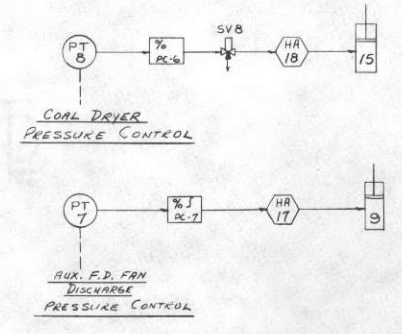 SV8
PT
8
%
PC-6
HA
18
15
COAL DRYER
PRESSURE CONTROL
PT
7
% ∫
PC-7
HA
17
9
AUX. F.D. FAN
DISCHARGE
PRESSURE CONTROL